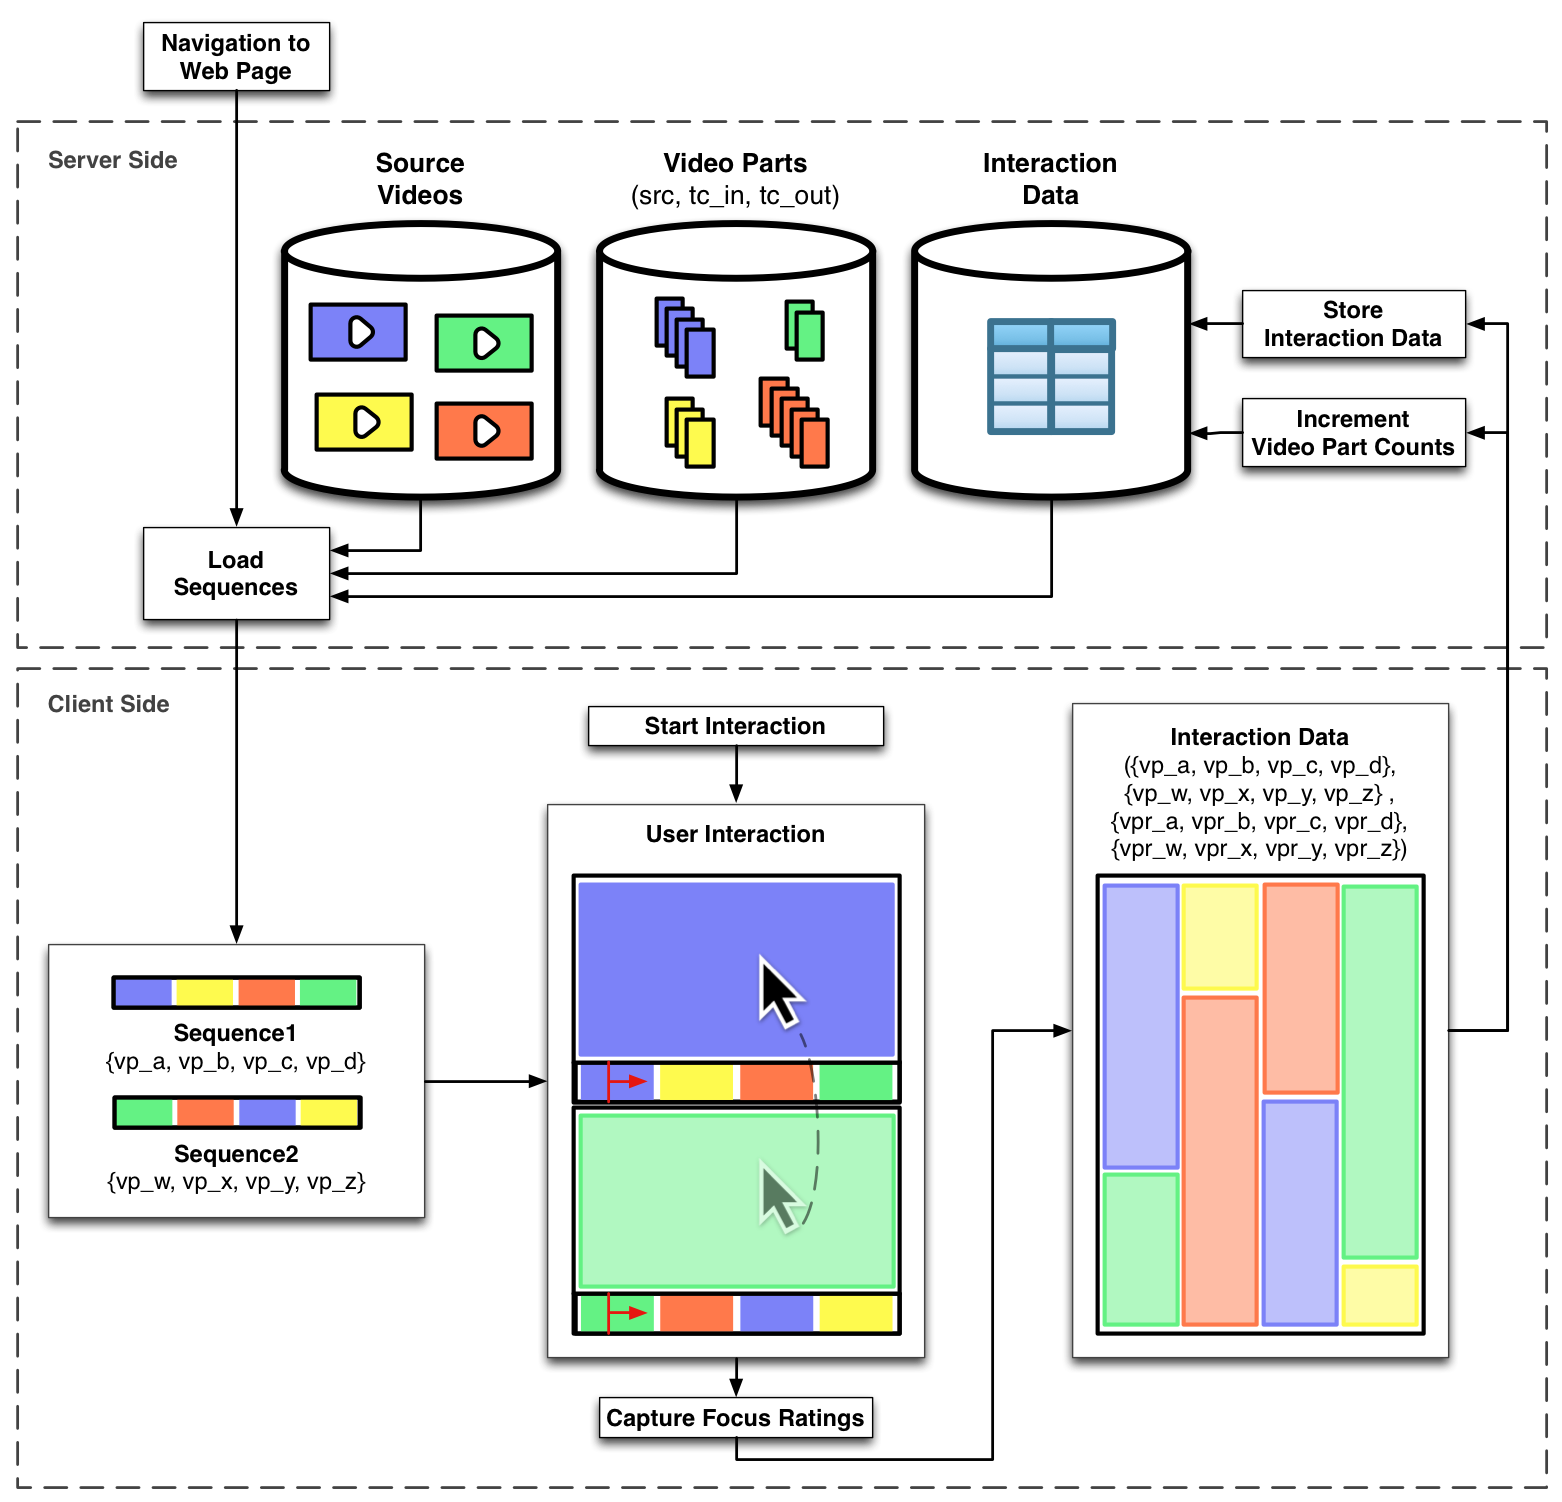 Navigation to
Web Page
Server Side
Source
Videos
Video Parts
(src, tc_in, tc_out)
Interaction
Data
Store
Interaction Data
Increment
Video Part Counts
Load
Sequences
Client Side
Start Interaction
User Interaction
Interaction Data
({vp_a, vp_b, vp_c, vp_d},
{vp_w, vp_x, vp_y, vp_z} ,
{vpr_a, vpr_b, vpr_c, vpr_d},
{vpr_w, vpr_x, vpr_y, vpr_z})
Sequence1
{vp_a, vp_b, vp_c, vp_d}
Sequence2
{vp_w, vp_x, vp_y, vp_z}
Capture Focus Ratings